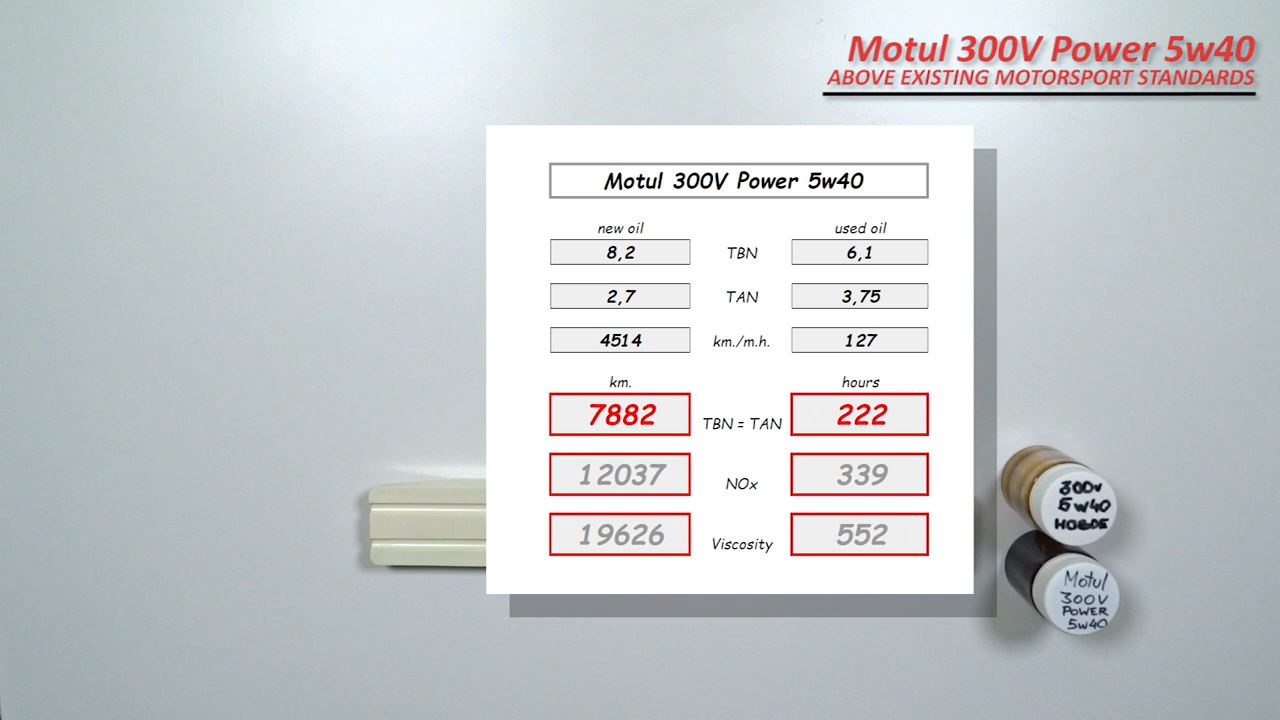 Motul 300V Power 5w40
ABOVE EXISTING MOTORSPORT STANDARDS
Motul 300V Power 5w40
new oil used oil
8,2 TBN 6,1
2,7 TAN 3,75
4514 km./m.h. 127
km. hours
7882 TBN = TAN 222
12037 NOx 339
19626 Viscosity 552
300V
5w40
НОВОЕ
Motul
300V
POWER
5w40